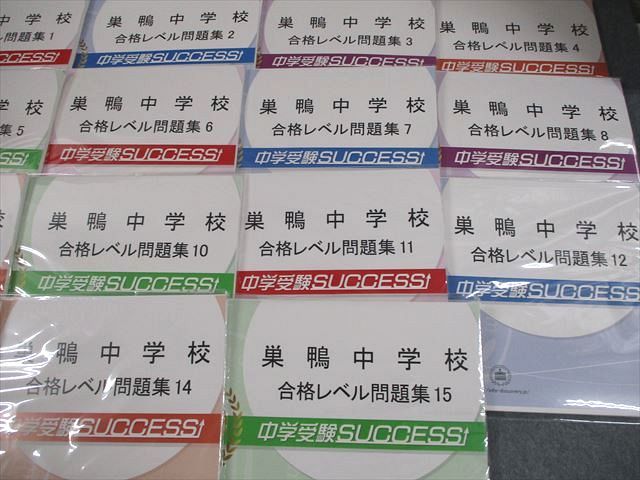 題集1
巣鴨中学校
合格レベル問題集2
中学受験SUCCESS
巣鴨中学校
合格レベル問題集3
中学受験SUCCESS
巣鴨中学校
合格レベル問題集4
中学受験SUCCESS
学校
集5
ESS
巣鴨中学校
合格レベル問題集6
中学受験SUCCESS
巣鴨中学校
合格レベル問題集7
中学受験SUCCESS
巣鴨中学校
合格レベル問題集8
中学受験SUCCESS
巣鴨中学校
合格レベル問題集10
中学受験SUCCESS
巣鴨中学校
合格レベル問題集11
中学受験SUCCESS
巣鴨中学校
合格レベル問題集12
中学受験SUCCESS
巣鴨中学校
合格レベル問題集14
中学受験SUCCESS
巣鴨中学校
合格レベル問題集15
中学受験SUCCESS